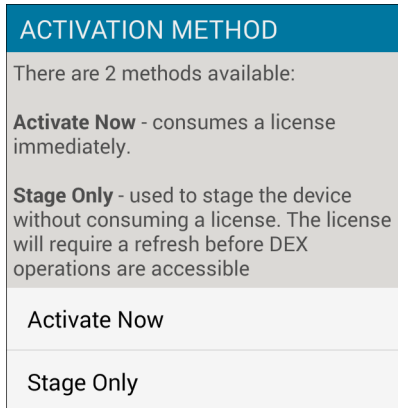 ACTIVATION METHOD
There are 2 methods available:
Activate Now - consumes a license
immediately.
Stage Only - used to stage the device
without consuming a license. The license
will require a refresh before DEX
operations are accessible
Activate Now
Stage Only